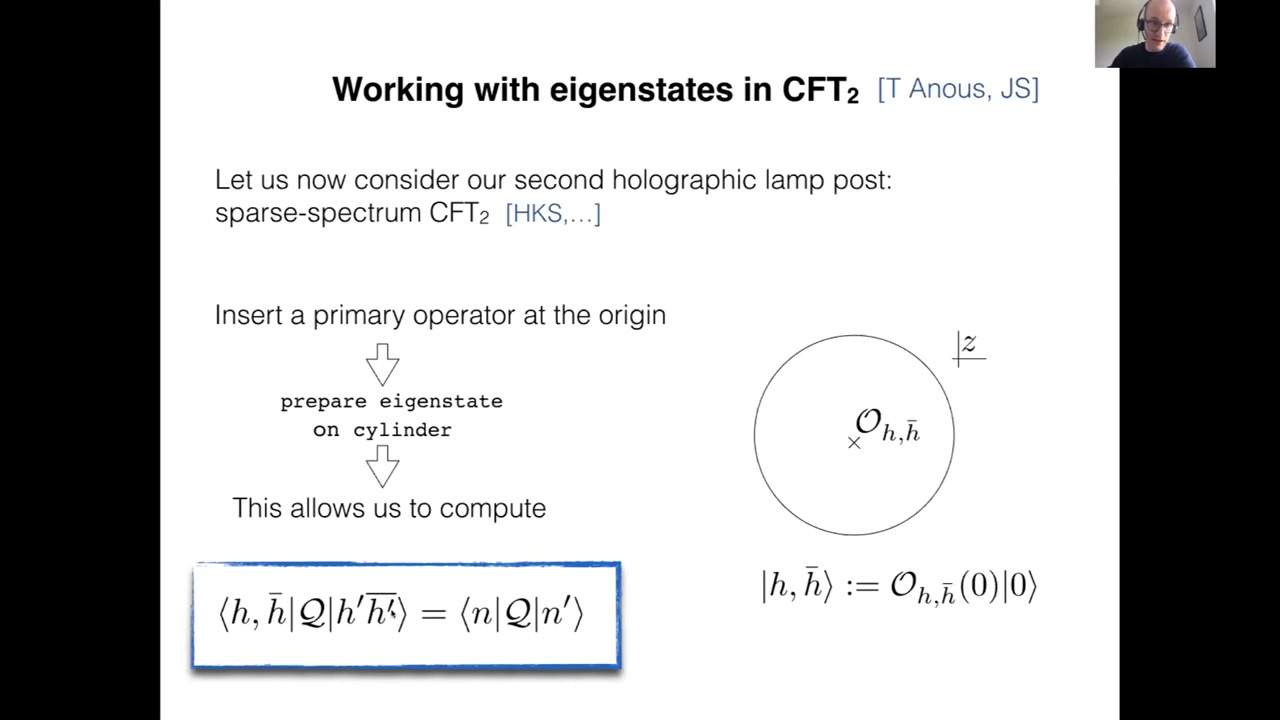 Working with eigenstates in CFT₂ [T Anous, JS]
Let us now consider our second holographic lamp post:
sparse-spectrum CFT₂ [HKS,...]
Insert a primary operator at the origin
|z
prepare eigenstate
on cylinder
𝒪_{h,h̄}
×
This allows us to compute
|h, h̄⟩ := 𝒪_{h,h̄}(0)|0⟩
⟨h, h̄|𝒬|h′h̄′⟩ = ⟨n|𝒬|n′⟩